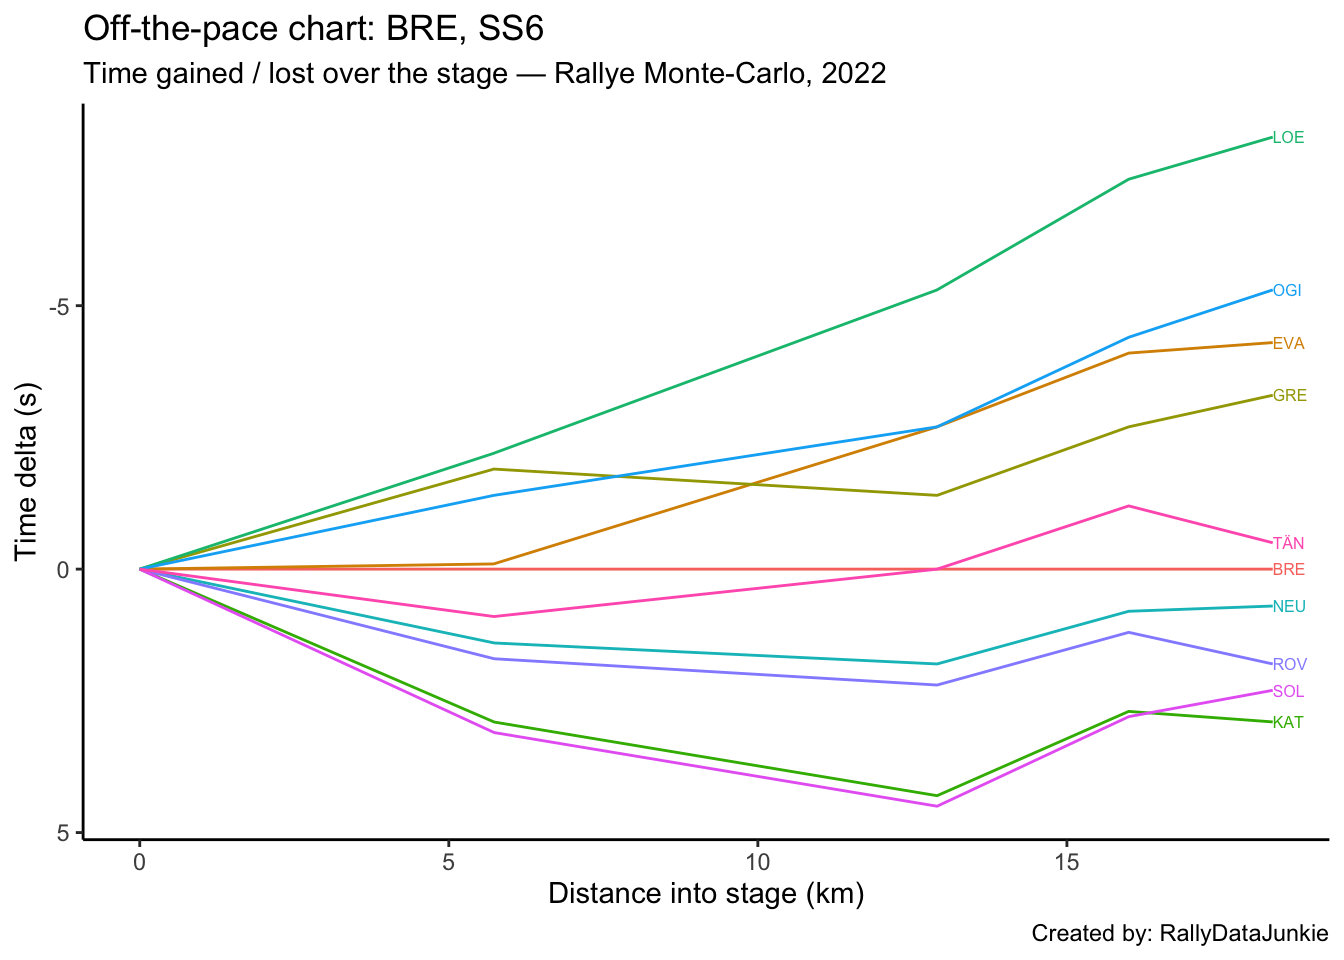 Off-the-pace chart: BRE, SS6
Time gained / lost over the stage — Rallye Monte-Carlo, 2022
LOE
-5
OGI
EVA
GRE
Time delta (s)
TÄN
0
BRE
NEU
ROV
SOL
KAT
5
0 5 10 15
Distance into stage (km)
Created by: RallyDataJunkie